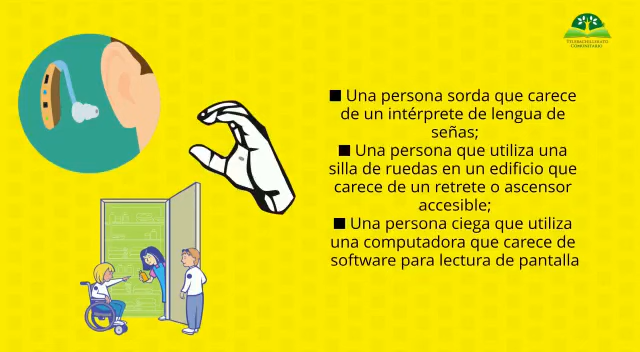 TELEBACHILLERATO
COMUNITARIO
■ Una persona sorda que carece
de un intérprete de lengua de
señas;
■ Una persona que utiliza una
silla de ruedas en un edificio que
carece de un retrete o ascensor
accesible;
■ Una persona ciega que utiliza
una computadora que carece de
software para lectura de pantalla